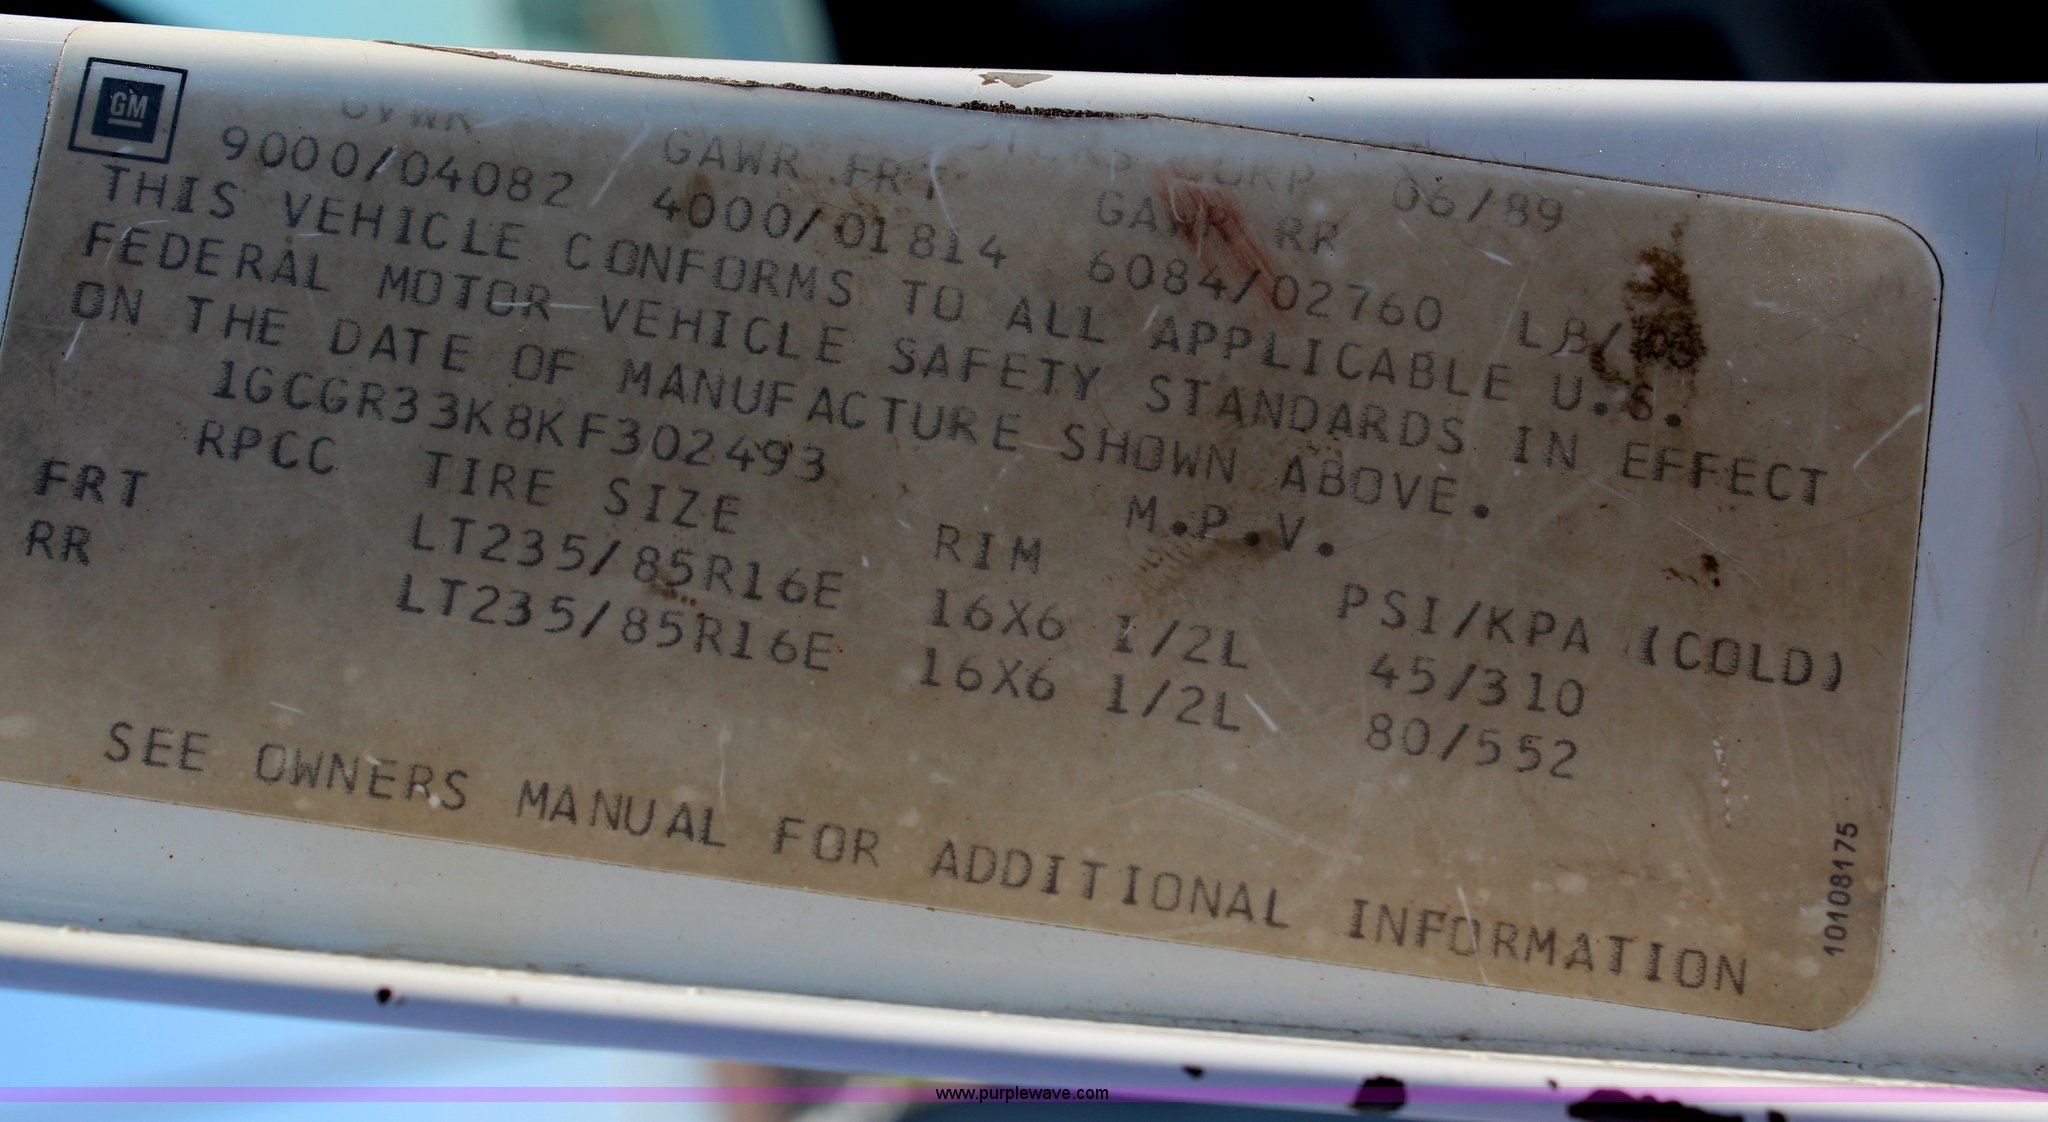 GM
CORP 06/89
GVWR GAWR FRT GAWR RR
9000/04082 4000/01814 6084/02760 LB/
THIS VEHICLE CONFORMS TO ALL APPLICABLE U.S.
FEDERAL MOTOR VEHICLE SAFETY STANDARDS IN EFFECT
ON THE DATE OF MANUFACTURE SHOWN ABOVE.
1GCGR33K8KF302493 M.P.V.
RPCC TIRE SIZE RIM PSI/KPA (COLD)
FRT LT235/85R16E 16X6 1/2L 45/310
RR LT235/85R16E 16X6 1/2L 80/552
SEE OWNERS MANUAL FOR ADDITIONAL INFORMATION
10108175
www.purplewave.com